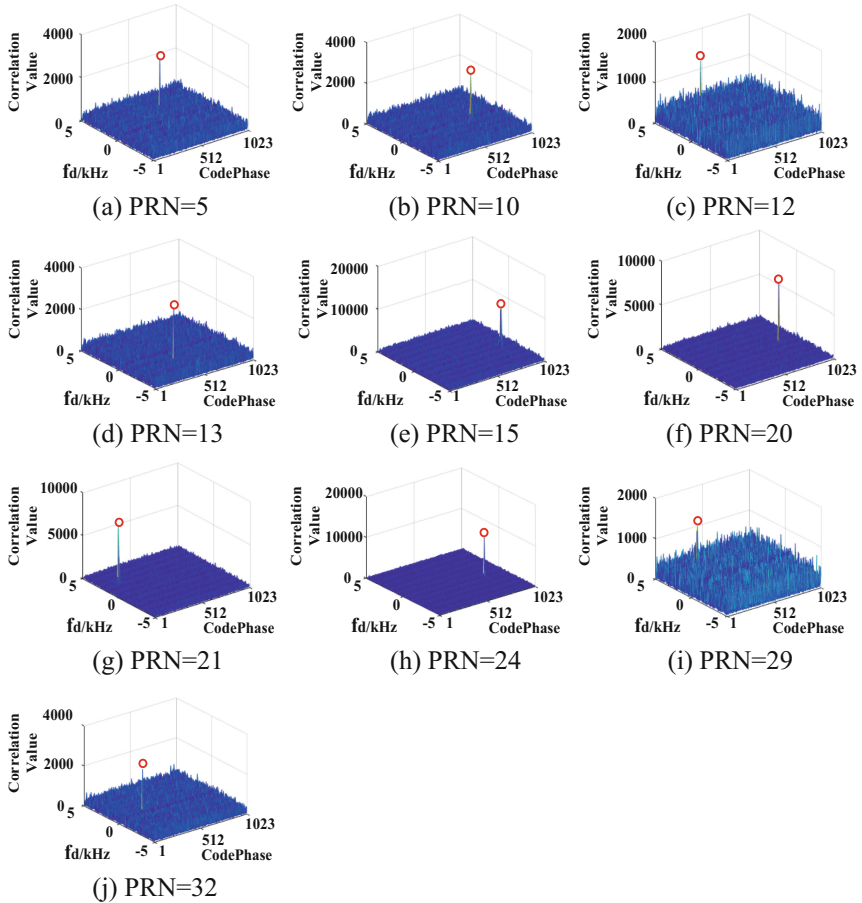 Correlation
Value
4000
2000
0
5
0
-5
1
512
1023
fd/kHz
CodePhase
(a) PRN=5
Correlation
Value
4000
2000
0
5
0
-5
1
512
1023
fd/kHz
CodePhase
(b) PRN=10
Correlation
Value
2000
1000
0
5
0
-5
1
512
1023
fd/kHz
CodePhase
(c) PRN=12
Correlation
Value
4000
2000
0
5
0
-5
1
512
1023
fd/kHz
CodePhase
(d) PRN=13
Correlation
Value
20000
10000
0
5
0
-5
1
512
1023
fd/kHz
CodePhase
(e) PRN=15
Correlation
Value
10000
5000
0
5
0
-5
1
512
1023
fd/kHz
CodePhase
(f) PRN=20
Correlation
Value
10000
5000
0
5
0
-5
1
512
1023
fd/kHz
CodePhase
(g) PRN=21
Correlation
Value
20000
10000
0
5
0
-5
1
512
1023
fd/kHz
CodePhase
(h) PRN=24
Correlation
Value
2000
1000
0
5
0
-5
1
512
1023
fd/kHz
CodePhase
(i) PRN=29
Correlation
Value
4000
2000
0
5
0
-5
1
512
1023
fd/kHz
CodePhase
(j) PRN=32